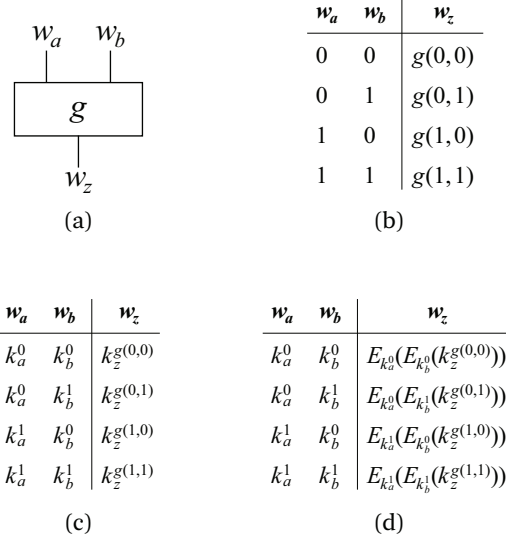 w_a w_b
g
w_z
(a)
w_a w_b w_z
0 0 g(0,0)
0 1 g(0,1)
1 0 g(1,0)
1 1 g(1,1)
(b)
w_a w_b w_z
k_a^0 k_b^0 k_z^{g(0,0)}
k_a^0 k_b^1 k_z^{g(0,1)}
k_a^1 k_b^0 k_z^{g(1,0)}
k_a^1 k_b^1 k_z^{g(1,1)}
(c)
w_a w_b w_z
k_a^0 k_b^0 E_{k_a^0}(E_{k_b^0}(k_z^{g(0,0)}))
k_a^0 k_b^1 E_{k_a^0}(E_{k_b^1}(k_z^{g(0,1)}))
k_a^1 k_b^0 E_{k_a^1}(E_{k_b^0}(k_z^{g(1,0)}))
k_a^1 k_b^1 E_{k_a^1}(E_{k_b^1}(k_z^{g(1,1)}))
(d)